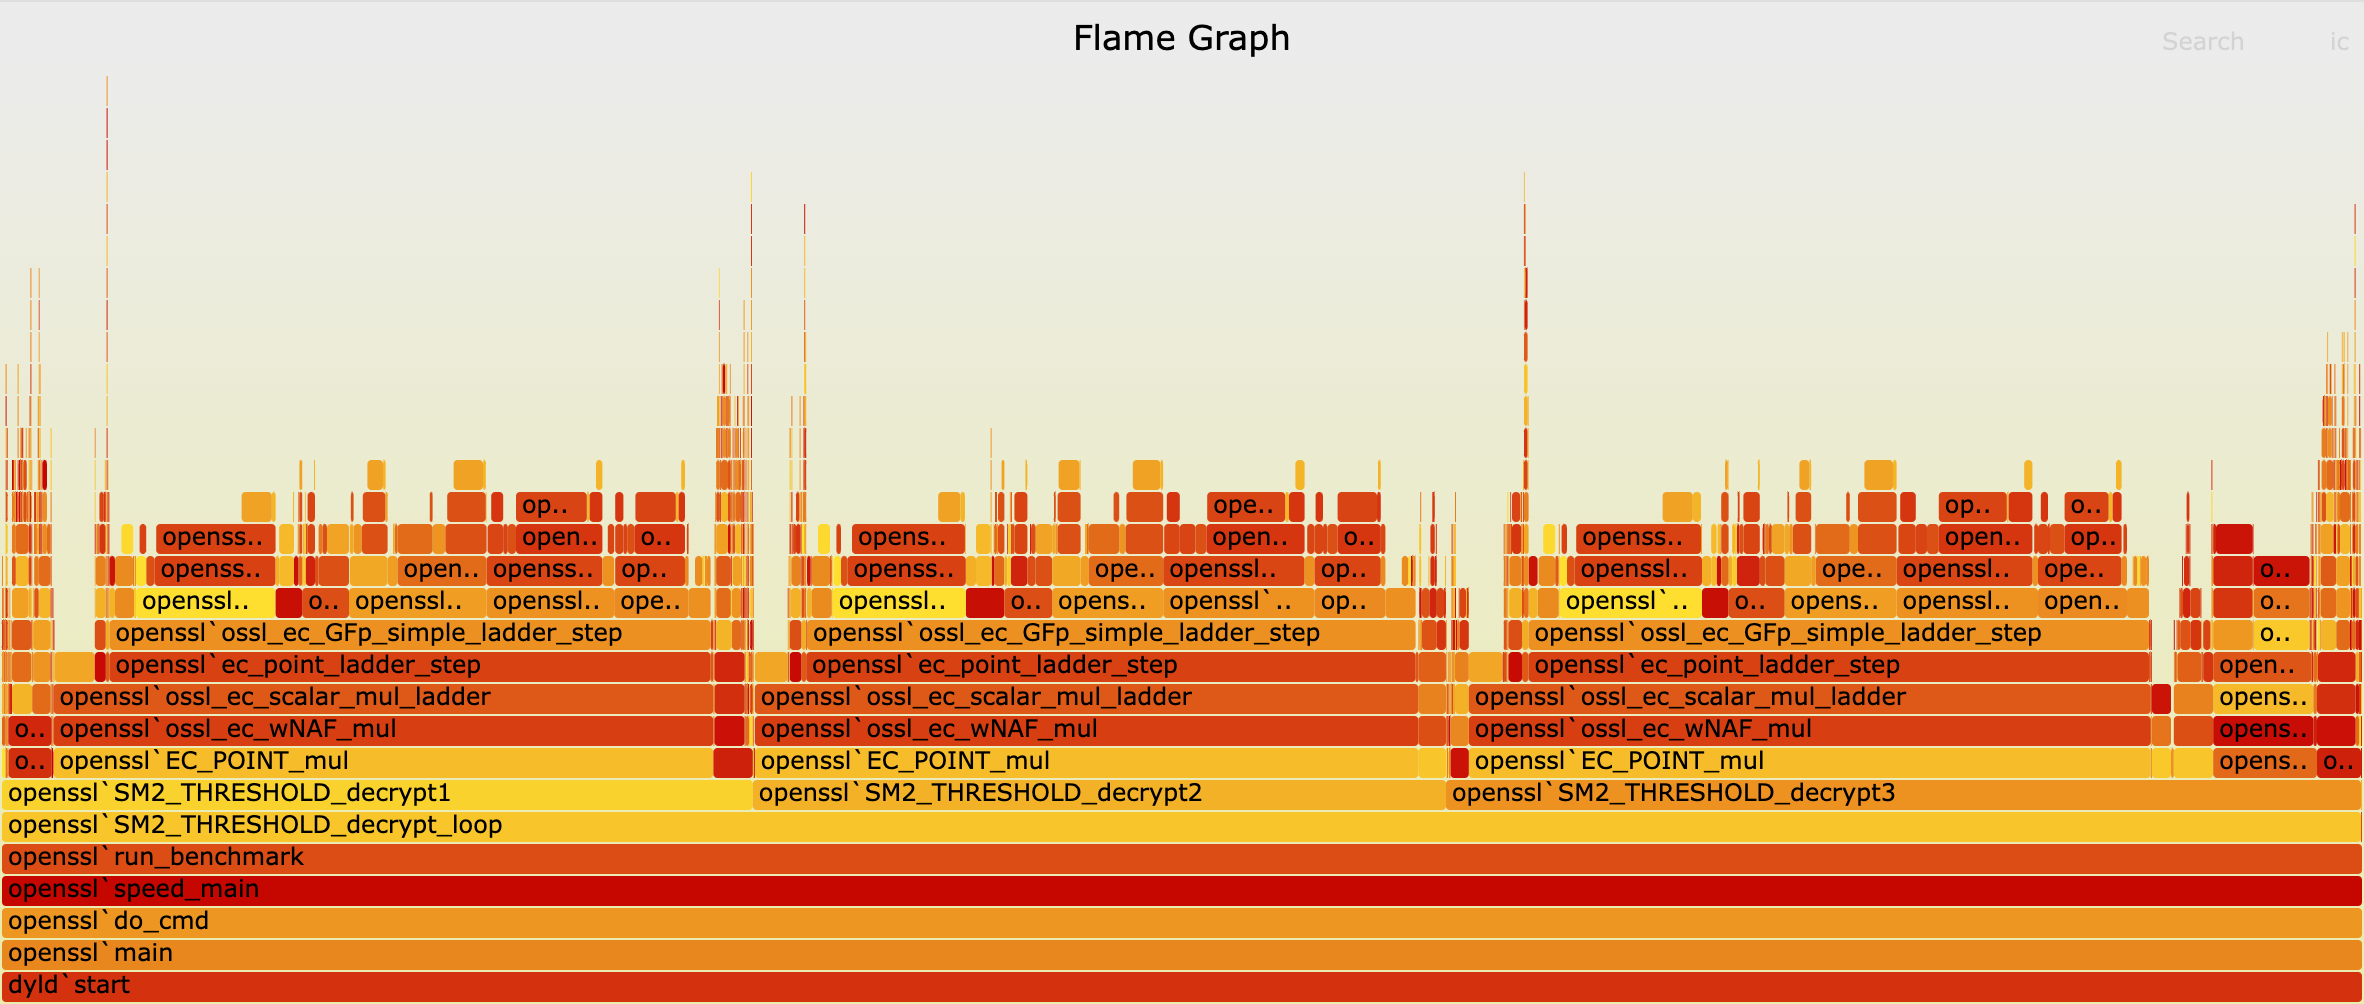 Flame Graph
Search ic
op.. ope.. op.. o..
openss.. open.. o.. opens.. open.. o.. openss.. open.. op..
openss.. open.. openss.. op.. openss.. ope.. openssl.. op.. openssl.. ope.. openssl.. ope.. o..
openssl.. o.. openssl.. openssl.. ope.. openssl.. o.. opens.. openssl`.. op.. openssl`.. o.. opens.. openssl.. open.. o..
openssl`ossl_ec_GFp_simple_ladder_step openssl`ossl_ec_GFp_simple_ladder_step openssl`ossl_ec_GFp_simple_ladder_step o..
openssl`ec_point_ladder_step openssl`ec_point_ladder_step openssl`ec_point_ladder_step open..
openssl`ossl_ec_scalar_mul_ladder openssl`ossl_ec_scalar_mul_ladder openssl`ossl_ec_scalar_mul_ladder opens..
o.. openssl`ossl_ec_wNAF_mul openssl`ossl_ec_wNAF_mul openssl`ossl_ec_wNAF_mul opens..
o.. openssl`EC_POINT_mul openssl`EC_POINT_mul openssl`EC_POINT_mul opens.. o..
openssl`SM2_THRESHOLD_decrypt1 openssl`SM2_THRESHOLD_decrypt2 openssl`SM2_THRESHOLD_decrypt3
openssl`SM2_THRESHOLD_decrypt_loop
openssl`run_benchmark
openssl`speed_main
openssl`do_cmd
openssl`main
dyld`start